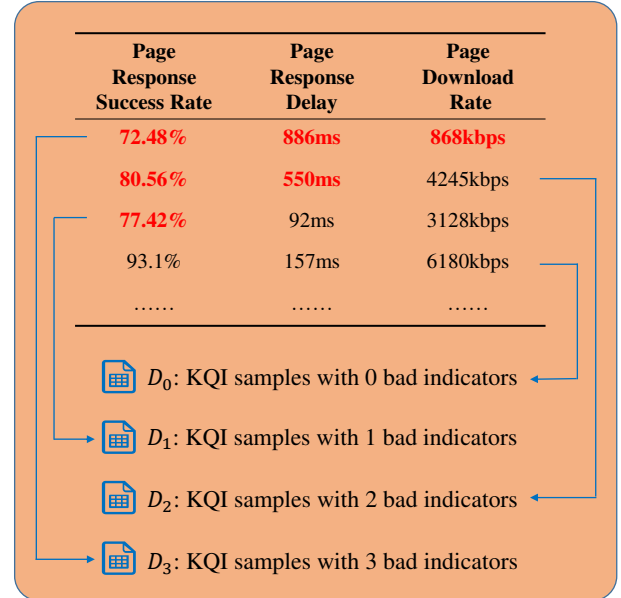 Page Response Success Rate Page Response Delay Page Download Rate
72.48% 886ms 868kbps
80.56% 550ms 4245kbps
77.42% 92ms 3128kbps
93.1% 157ms 6180kbps
…… …… ……
D₀: KQI samples with 0 bad indicators
D₁: KQI samples with 1 bad indicators
D₂: KQI samples with 2 bad indicators
D₃: KQI samples with 3 bad indicators